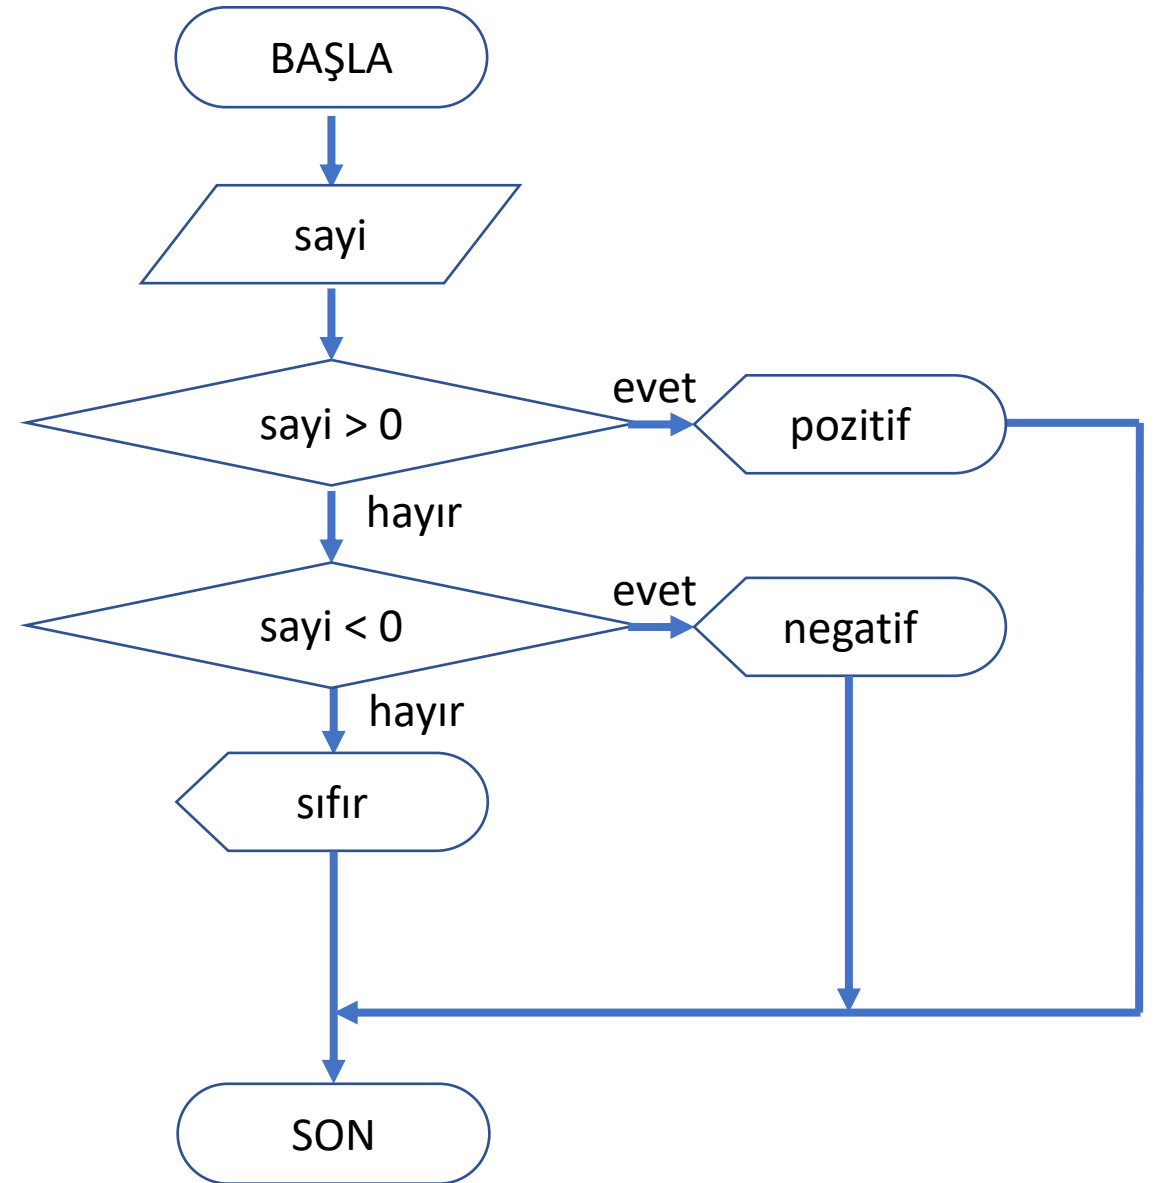 BAŞLA
sayi
sayi > 0
evet
pozitif
hayır
sayi < 0
evet
negatif
hayır
sıfır
SON